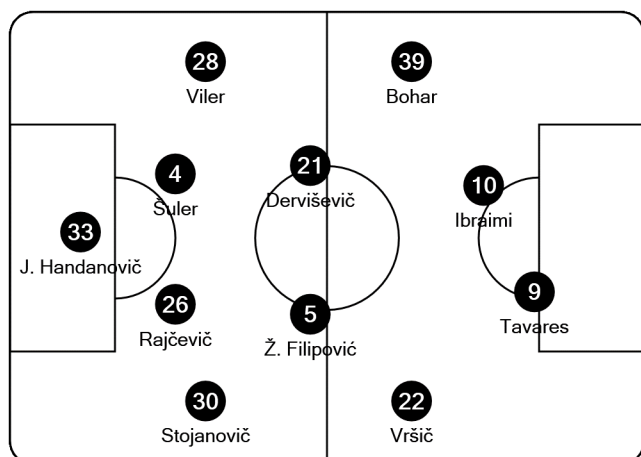 28
Viler
39
Bohar
4
Šuler
21
Dervišević
10
Ibraimi
33
J. Handanovič
26
Rajčevič
5
Ž. Filipović
9
Tavares
30
Stojanovič
22
Vršič